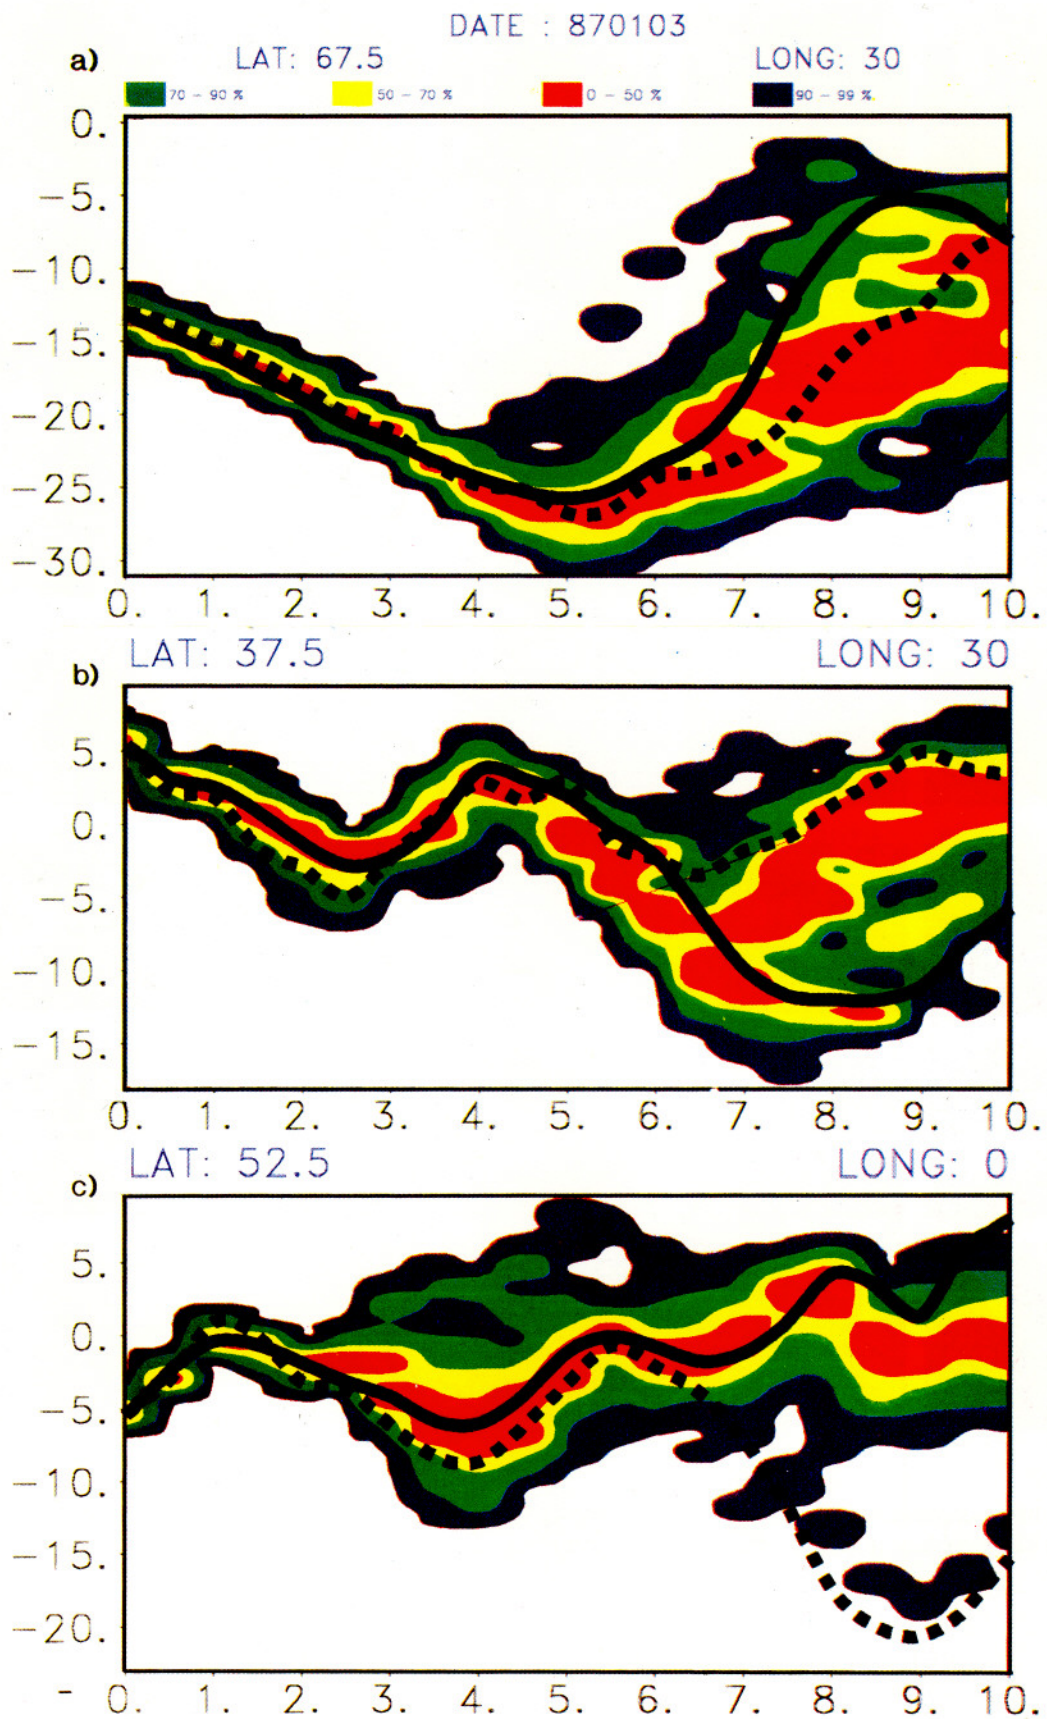 DATE : 870103
a) LAT: 67.5 LONG: 30
70 - 90 % 50 - 70 % 0 - 50 % 90 - 99 %.
0.
-5.
-10.
-15.
-20.
-25.
-30.
0. 1. 2. 3. 4. 5. 6. 7. 8. 9. 10.
b) LAT: 37.5 LONG: 30
5.
0.
-5.
-10.
-15.
0. 1. 2. 3. 4. 5. 6. 7. 8. 9. 10.
c) LAT: 52.5 LONG: 0
5.
0.
-5.
-10.
-15.
-20.
- 0. 1. 2. 3. 4. 5. 6. 7. 8. 9. 10.